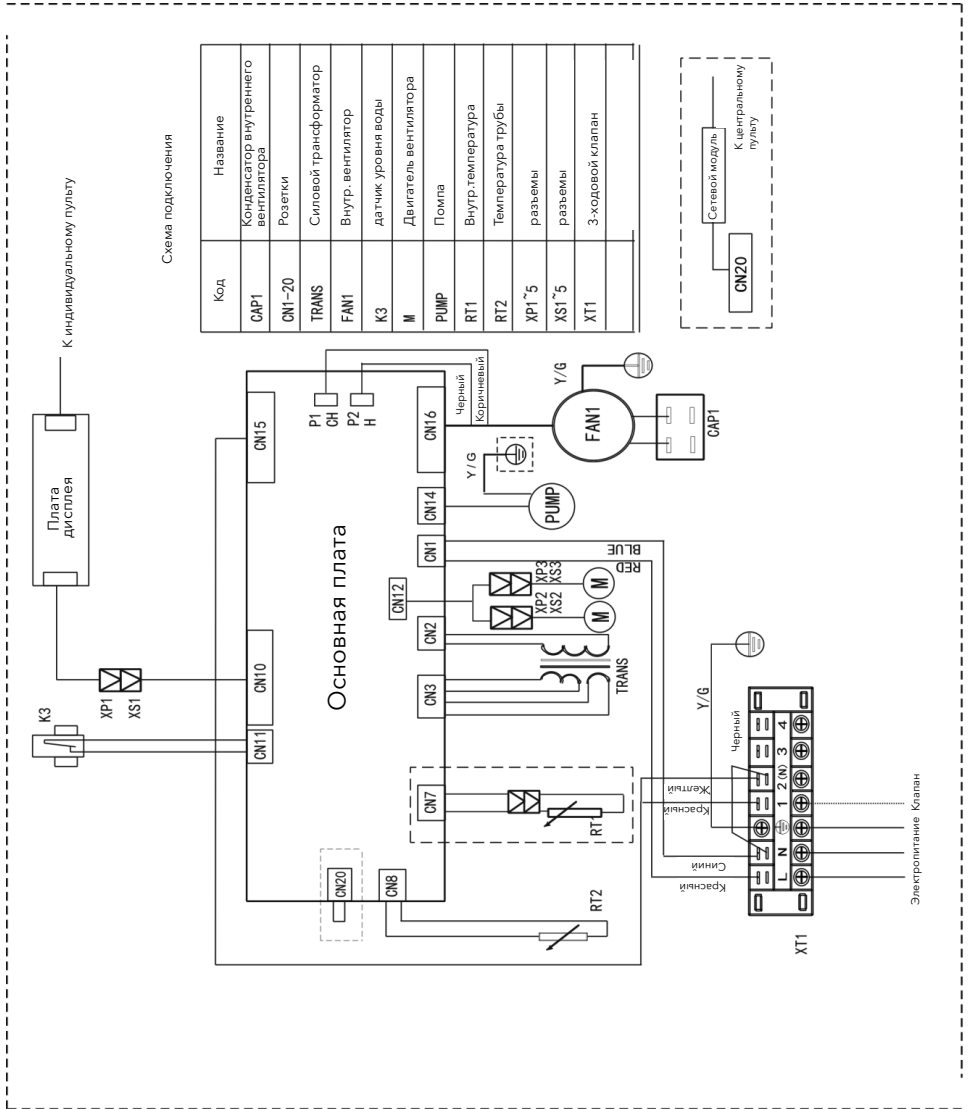 К индивидуальному пульту
Плата
дисплея
Схема подключения
Код Название
CAP1 Конденсатор внутреннего
вентилятора
CN1-20 Розетки
TRANS Силовой трансформатор
FAN1 Внутр. вентилятор
K3 датчик уровня воды
M Двигатель вентилятора
PUMP Помпа
RT1 Внутр.температура
RT2 Температура трубы
XP1~5 разъемы
XS1~5 разъемы
XT1 3-ходовой клапан
CN20
Сетевой модуль
К центральному
пульту
K3
XP1
XS1
CN11
CN10
CN15
Основная плата
P1
CH
P2
H
Черный
Коричневый
CN20
CN8
CN7
CN3
CN2
CN12
CN1
CN14
CN16
RT2
RT1
TRANS
XP2
XS2
XP3
XS3
M
M
RED
BLUE
PUMP
Y/G
FAN1
Y/G
CAP1
Красный
Синий
Красный
Желтый
Черный
Y/G
XT1
L N 1 2(N) 3 4
Электропитание
Клапан